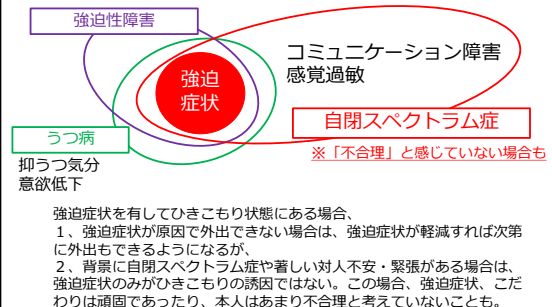 強迫性障害
コミュニケーション障害
感覚過敏
強迫
症状
自閉スペクトラム症
※「不合理」と感じていない場合も
うつ病
抑うつ気分
意欲低下
強迫症状を有してひきこもり状態にある場合、
１、強迫症状が原因で外出できない場合は、強迫症状が軽減すれば次第
に外出もできるようになるが、
２、背景に自閉スペクトラム症や著しい対人不安・緊張がある場合は、
強迫症状のみがひきこもりの誘因ではない。この場合、強迫症状、こだ
わりは頑固であったり、本人はあまり不合理と考えていないことも。